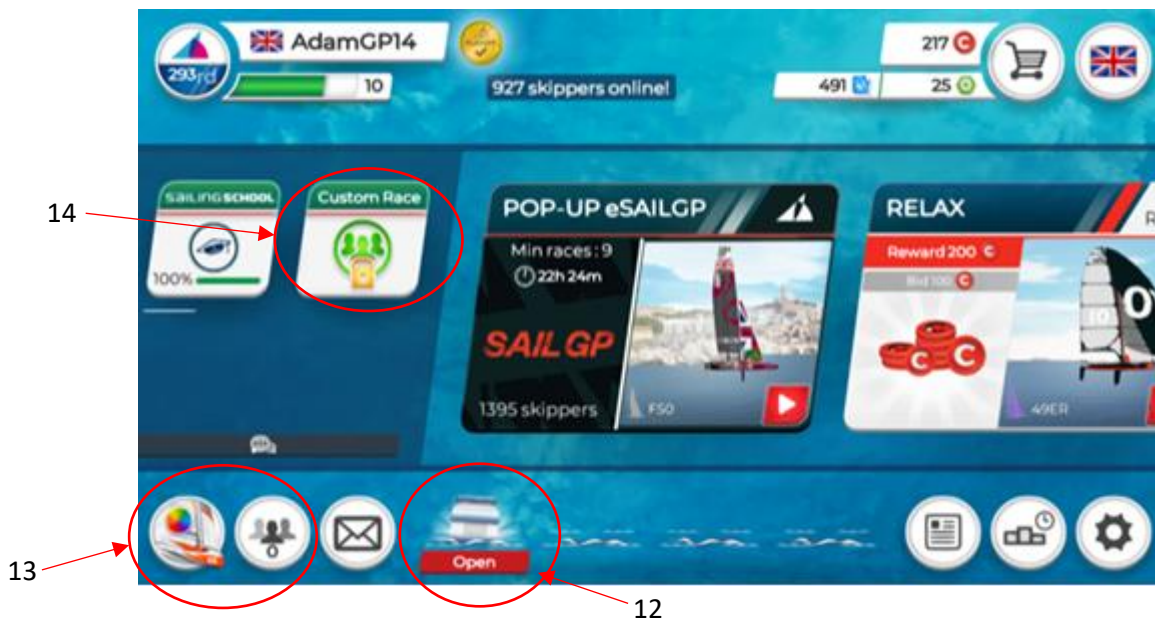 AdamGP14
293rd
10
927 skippers online!
217 C
491
25
14
SAILING SCHOOL
100%
Custom Race
POP-UP eSAILGP
Min races : 9
22h 24m
SAIL GP
1395 skippers
F50
RELAX
R
Reward 200 C
Bid 100 C
C C C
10
49ER
13
Open
12